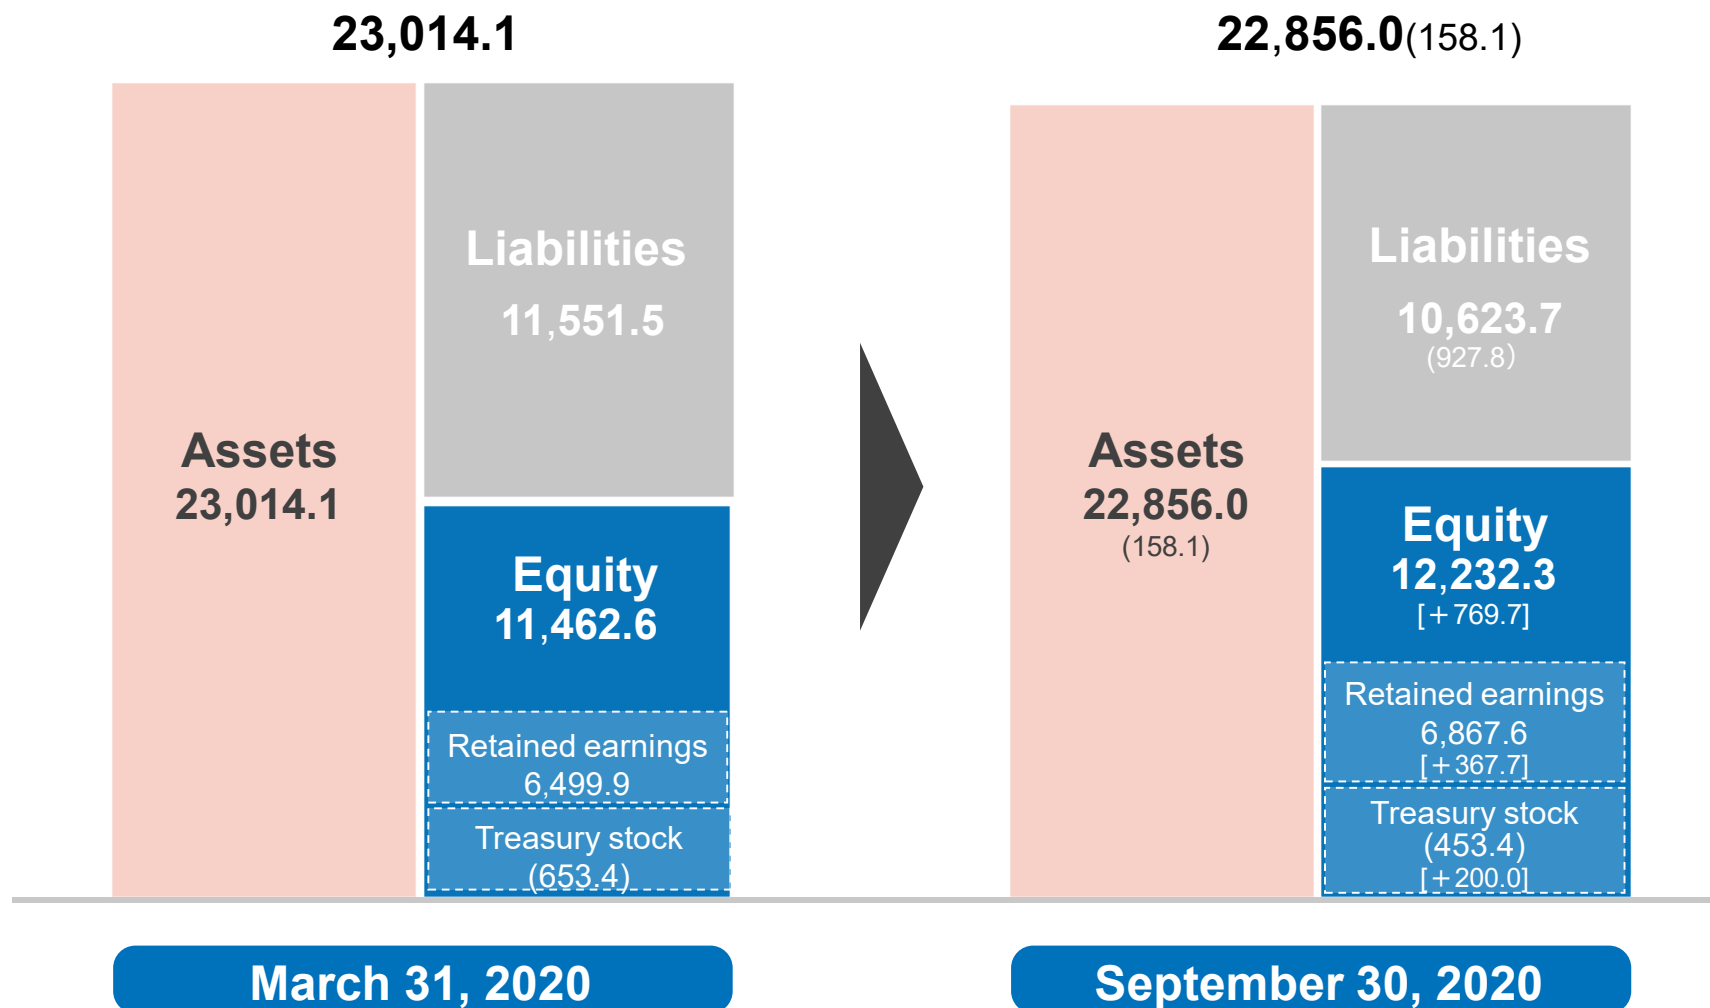 23,014.1
Assets
23,014.1
Liabilities
11,551.5
Equity
11,462.6
Retained earnings
6,499.9
Treasury stock
(653.4)
March 31, 2020
22,856.0(158.1)
Assets
22,856.0
(158.1)
Liabilities
10,623.7
(927.8)
Equity
12,232.3
[+769.7]
Retained earnings
6,867.6
[+367.7]
Treasury stock
(453.4)
[+200.0]
September 30, 2020